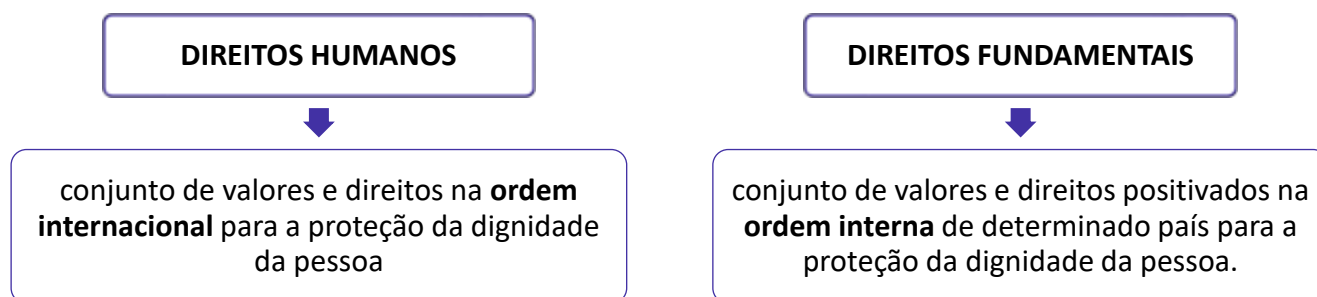 DIREITOS HUMANOS
conjunto de valores e direitos na ordem
internacional para a proteção da dignidade
da pessoa
DIREITOS FUNDAMENTAIS
conjunto de valores e direitos positivados na
ordem interna de determinado país para a
proteção da dignidade da pessoa.